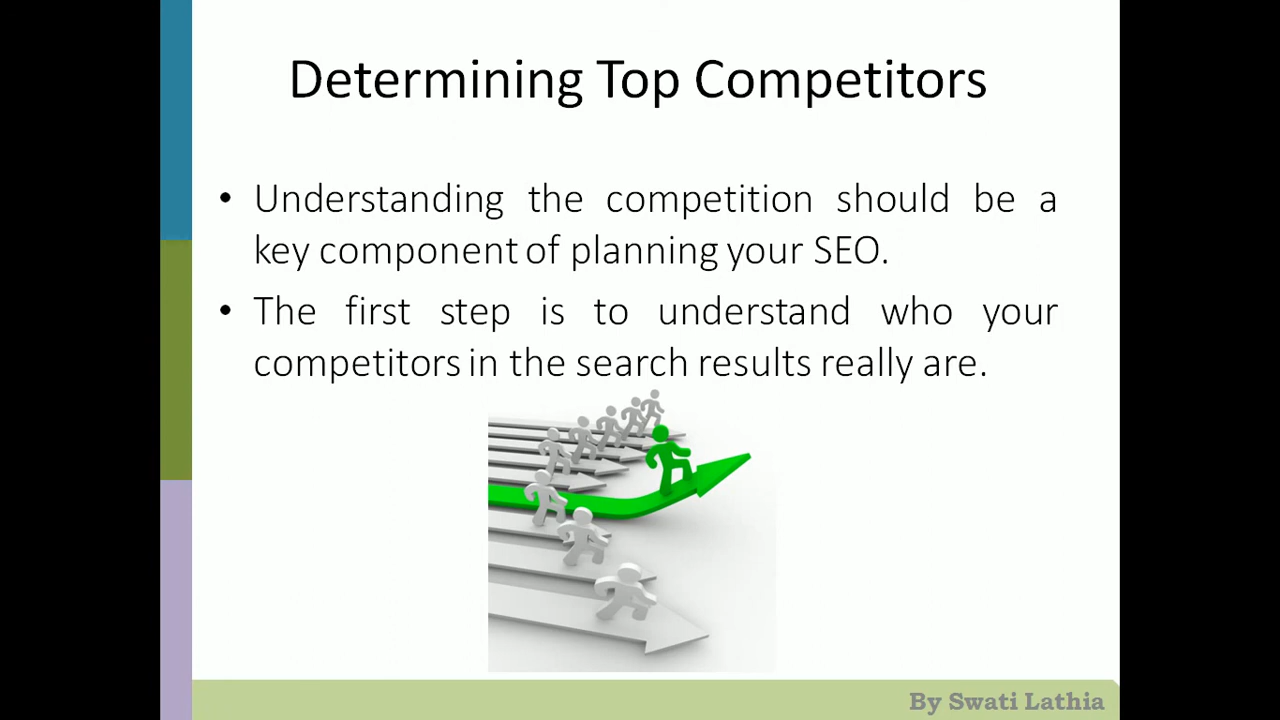 Determining Top Competitors
• Understanding the competition should be a
key component of planning your SEO.
• The first step is to understand who your
competitors in the search results really are.
By Swati Lathia